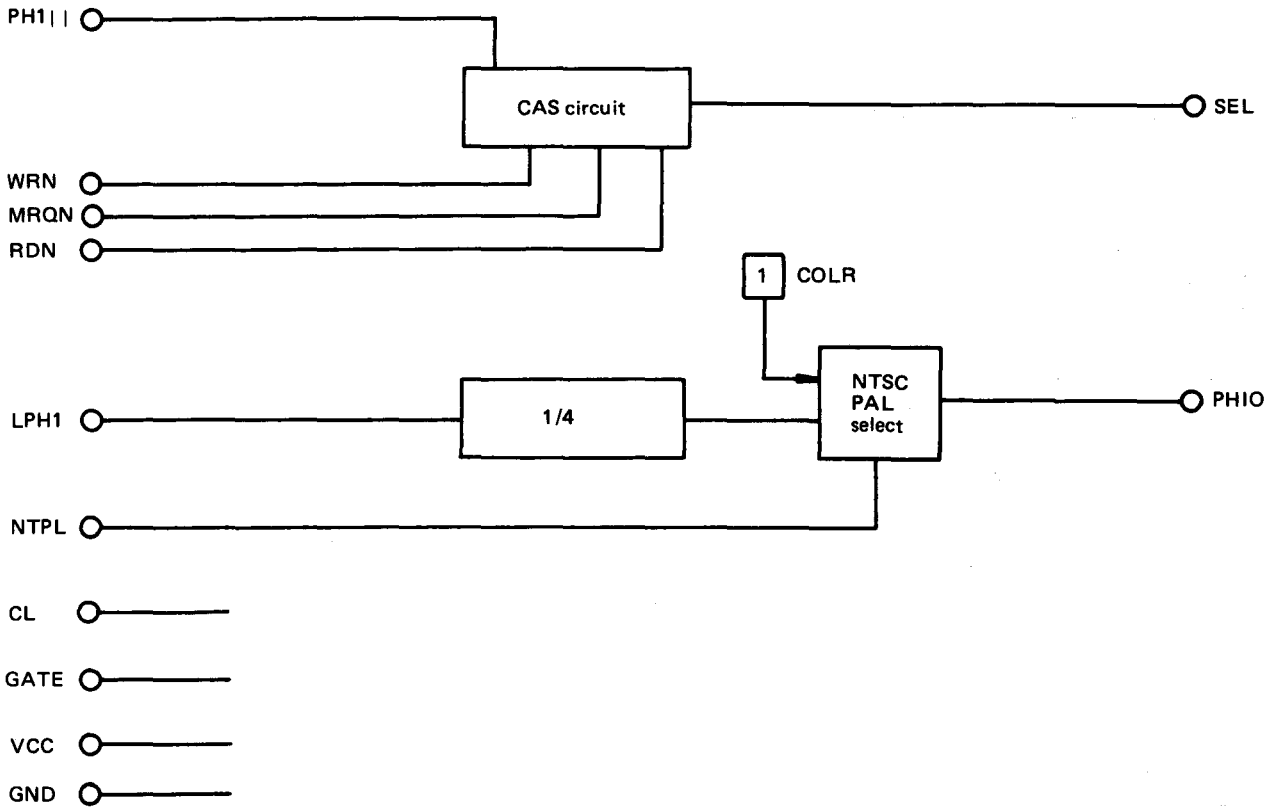 PH1||
CAS circuit
SEL
WRN
MRQN
RDN
1 COLR
NTSC
PAL
select
PHIO
LPH1
1/4
NTPL
CL
GATE
VCC
GND